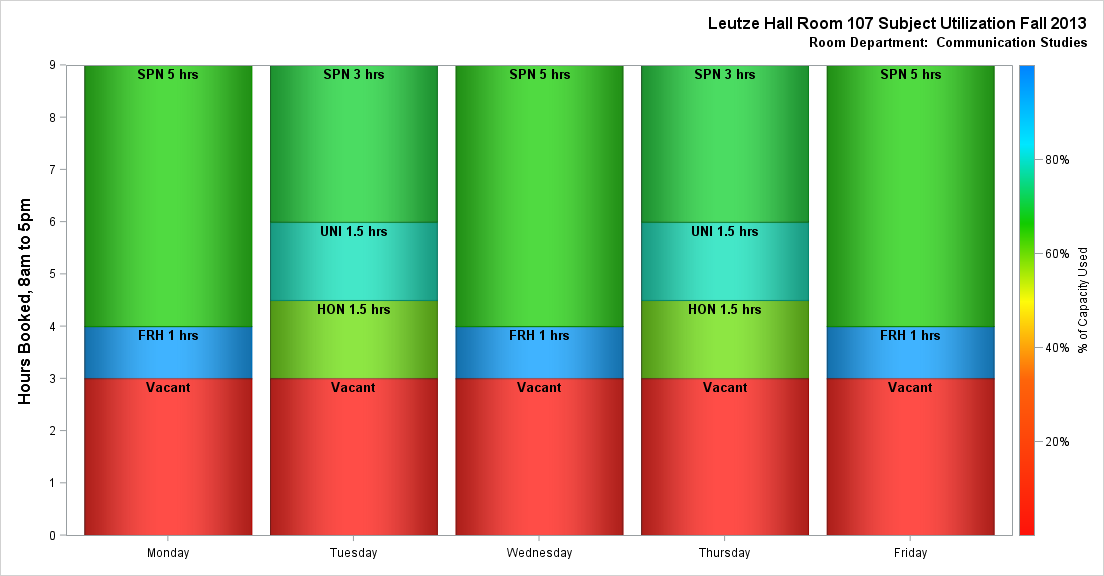 Leutze Hall Room 107 Subject Utilization Fall 2013
Room Department:  Communication Studies
Hours Booked, 8am to 5pm
9
8
7
6
5
4
3
2
1
0
SPN 5 hrs
FRH 1 hrs
Vacant
SPN 3 hrs
UNI 1.5 hrs
HON 1.5 hrs
Vacant
SPN 5 hrs
FRH 1 hrs
Vacant
SPN 3 hrs
UNI 1.5 hrs
HON 1.5 hrs
Vacant
SPN 5 hrs
FRH 1 hrs
Vacant
Monday
Tuesday
Wednesday
Thursday
Friday
80%
60%
40%
20%
% of Capacity Used